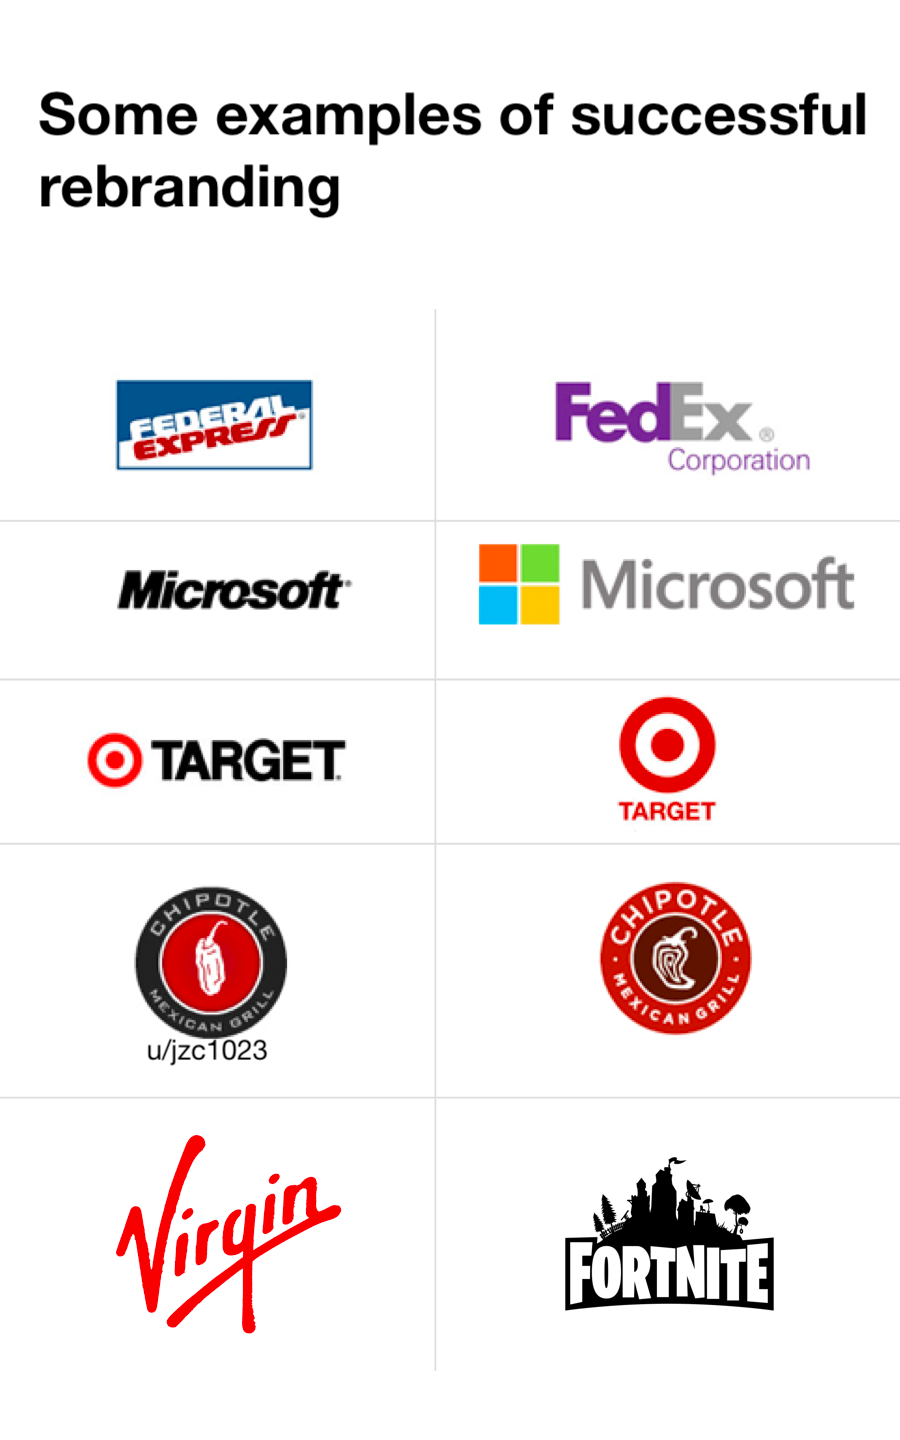 Some examples of successful
rebranding
FEDERAL
EXPRESS®
FedEx®
Corporation
Microsoft®
Microsoft
TARGET.
TARGET
CHIPOTLE
MEXICAN GRILL
u/jzc1023
CHIPOTLE
MEXICAN GRILL
Virgin
FORTNITE